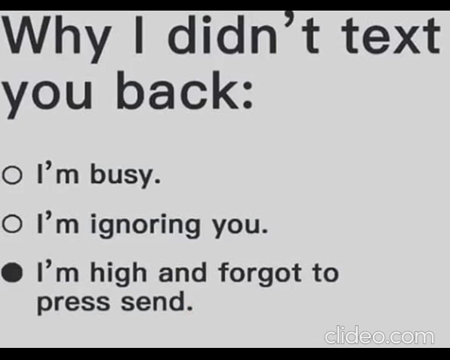 Why I didn't text
you back:
I'm busy.
I'm ignoring you.
I'm high and forgot to
press send.
clideo.com